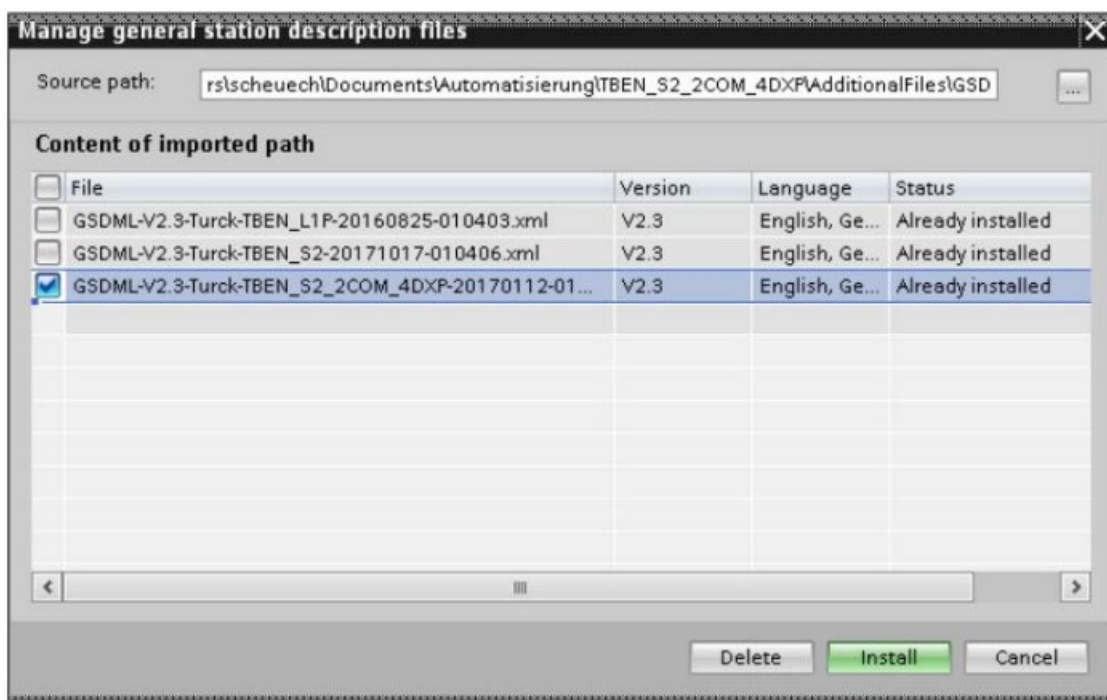 Manage general station description files
Source path: rs\scheuech\Documents\Automatisierung\TBEN_S2_2COM_4DXP\AdditionalFiles\GSD ...
Content of imported path
File Version Language Status
GSDML-V2.3-Turck-TBEN_L1P-20160825-010403.xml V2.3 English, Ge... Already installed
GSDML-V2.3-Turck-TBEN_S2-20171017-010406.xml V2.3 English, Ge... Already installed
GSDML-V2.3-Turck-TBEN_S2_2COM_4DXP-20170112-01... V2.3 English, Ge... Already installed
Delete Install Cancel